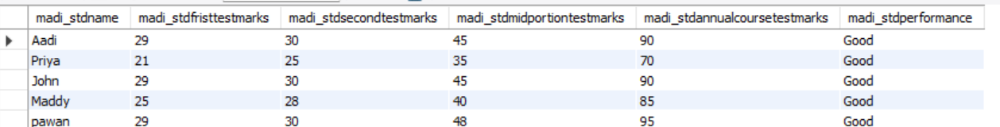 madi_stdname madi_stdfristtestmarks madi_stdsecondtestmarks madi_stdmidportiontestmarks madi_stdannualcoursetestmarks madi_stdperformance
Aadi 29 30 45 90 Good
Priya 21 25 35 70 Good
John 29 30 45 90 Good
Maddy 25 28 40 85 Good
pawan 29 30 48 95 Good